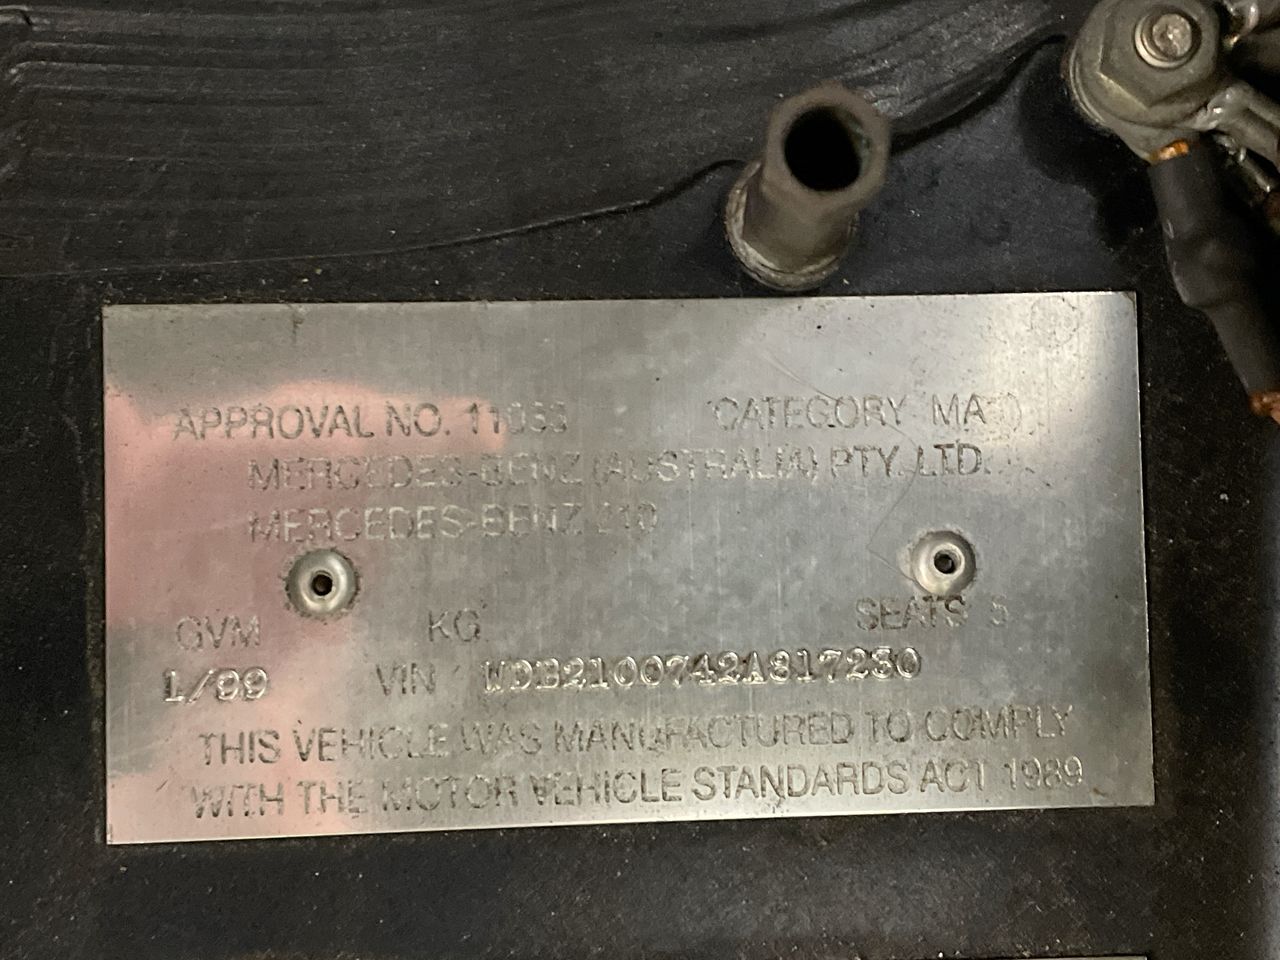 APPROVAL NO. 11033 CATEGORY MA
MERCEDES-BENZ (AUSTRALIA) PTY. LTD.
MERCEDES-BENZ 210
GVM KG SEATS 5
1/99 VIN WDB2100742A817230
THIS VEHICLE WAS MANUFACTURED TO COMPLY
WITH THE MOTOR VEHICLE STANDARDS ACT 1989